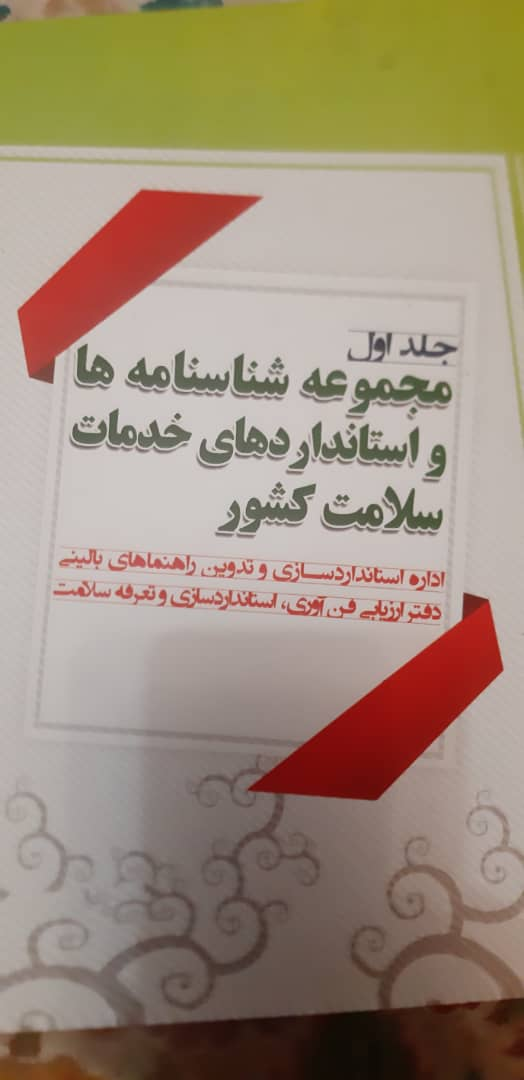 جلد اول
مجموعه شناسنامه ها
و استانداردهای خدمات
سلامت کشور
اداره استانداردسازی و تدوین راهنماهای بالینی
دفتر ارزیابی فن آوری، استانداردسازی و تعرفه سلامت